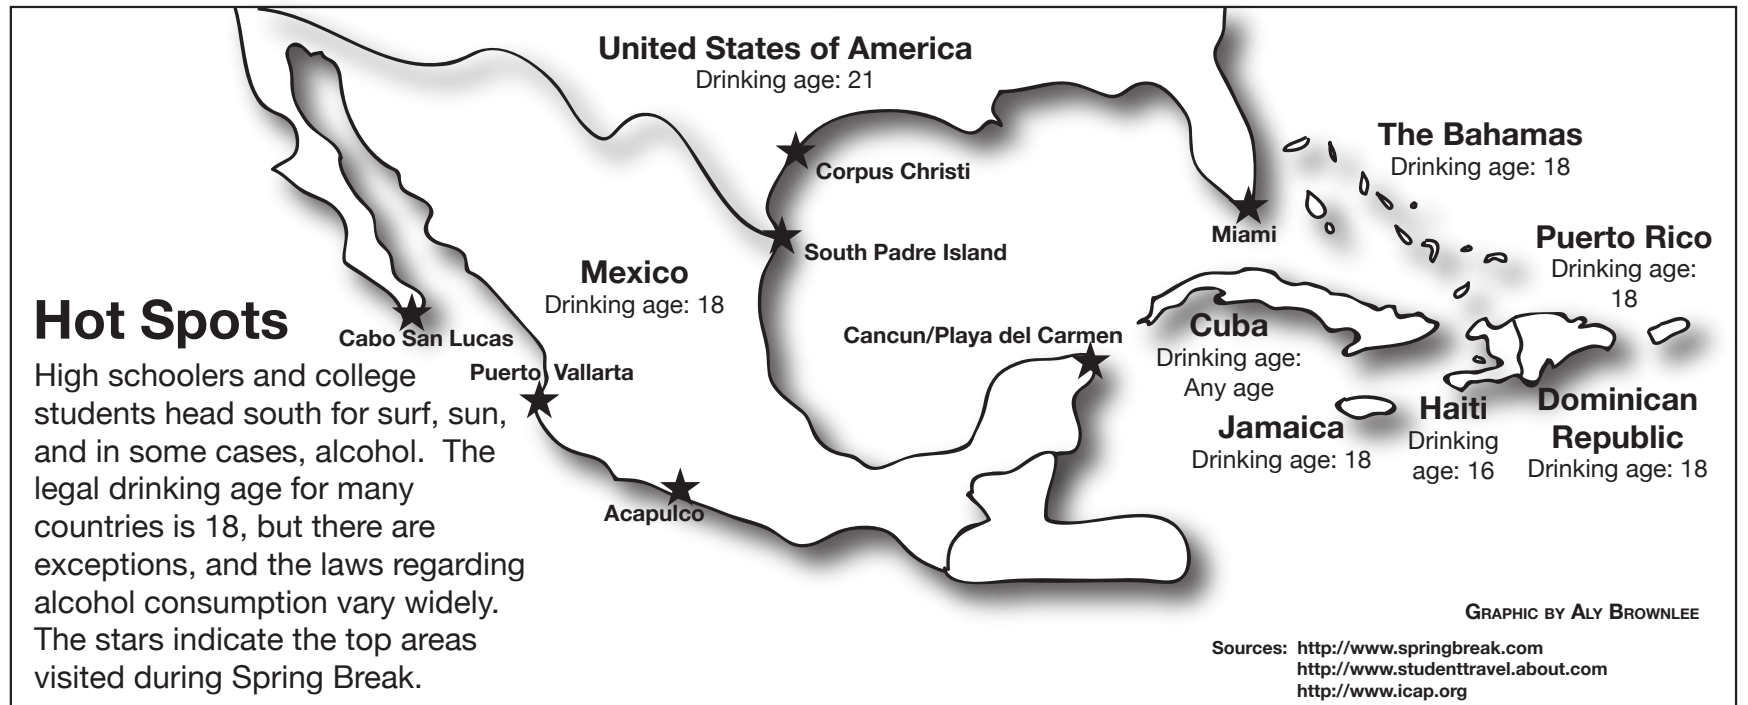 United States of America
Drinking age: 21
The Bahamas
Drinking age: 18
Corpus Christi
Miami
South Padre Island
Puerto Rico
Drinking age:
18
Mexico
Drinking age: 18
Hot Spots
Cabo San Lucas
Cancun/Playa del Carmen
Cuba
Drinking age:
Any age
Puerto Vallarta
Jamaica
Drinking age: 18
Haiti
Drinking
age: 16
Dominican
Republic
Drinking age: 18
Acapulco
High schoolers and college
students head south for surf, sun,
and in some cases, alcohol.  The
legal drinking age for many
countries is 18, but there are
exceptions, and the laws regarding
alcohol consumption vary widely.
The stars indicate the top areas
visited during Spring Break.
GRAPHIC BY ALY BROWNLEE
Sources: http://www.springbreak.com
http://www.studenttravel.about.com
http://www.icap.org